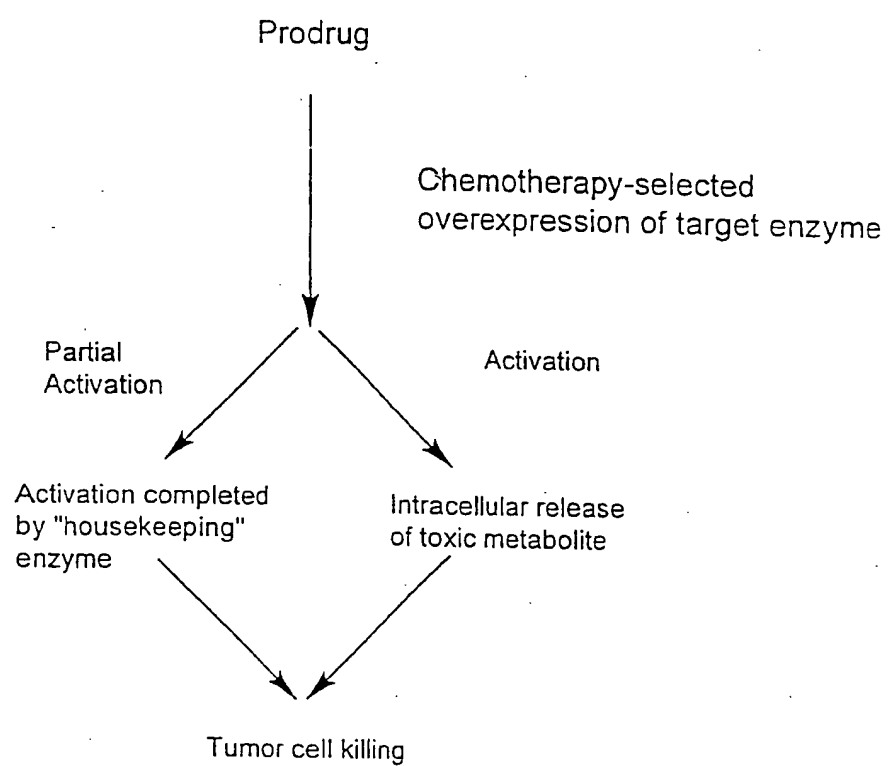 Prodrug
Chemotherapy-selected
overexpression of target enzyme
Partial
Activation
Activation
Activation completed
by "housekeeping"
enzyme
Intracellular release
of toxic metabolite
Tumor cell killing